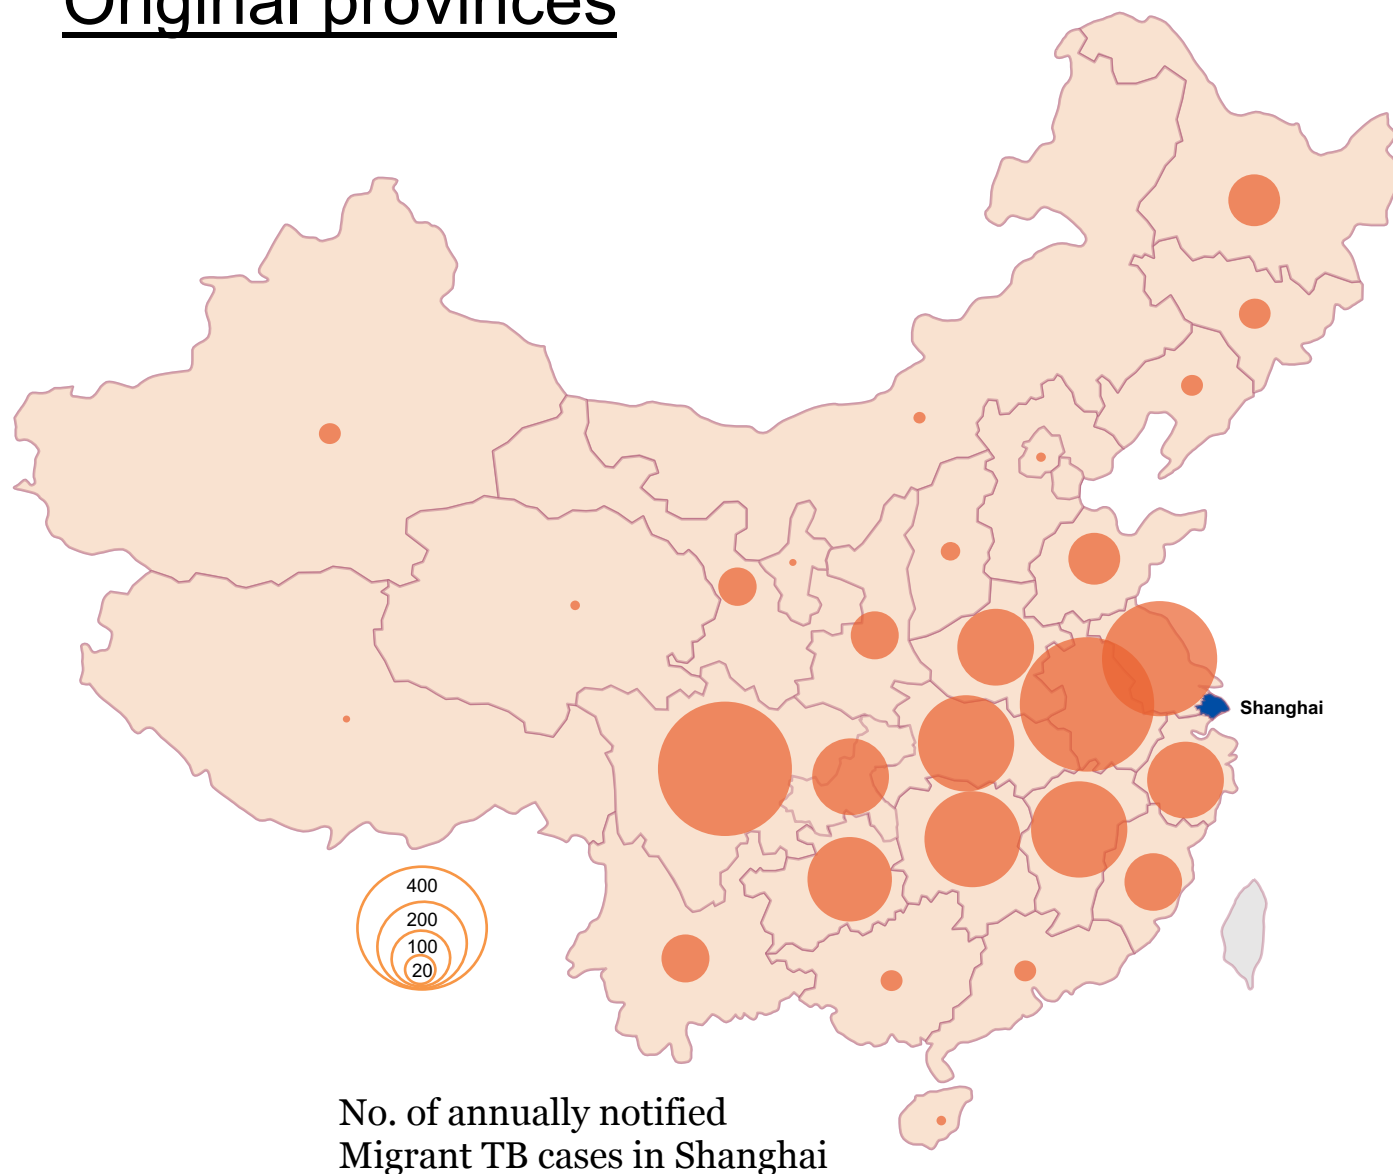 Original provinces
Shanghai
400
200
100
20
No. of annually notified
Migrant TB cases in Shanghai